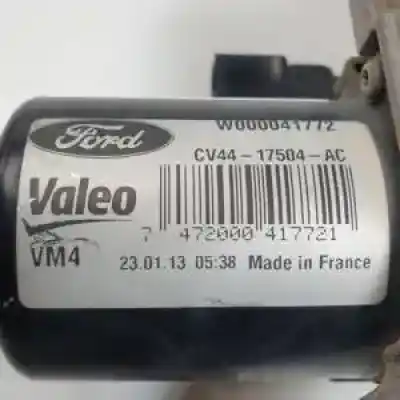 Ford
W000041772
CV44-17504-AC
Valeo
7 472000 417721
VM4
23.01.13 05:38 Made in France